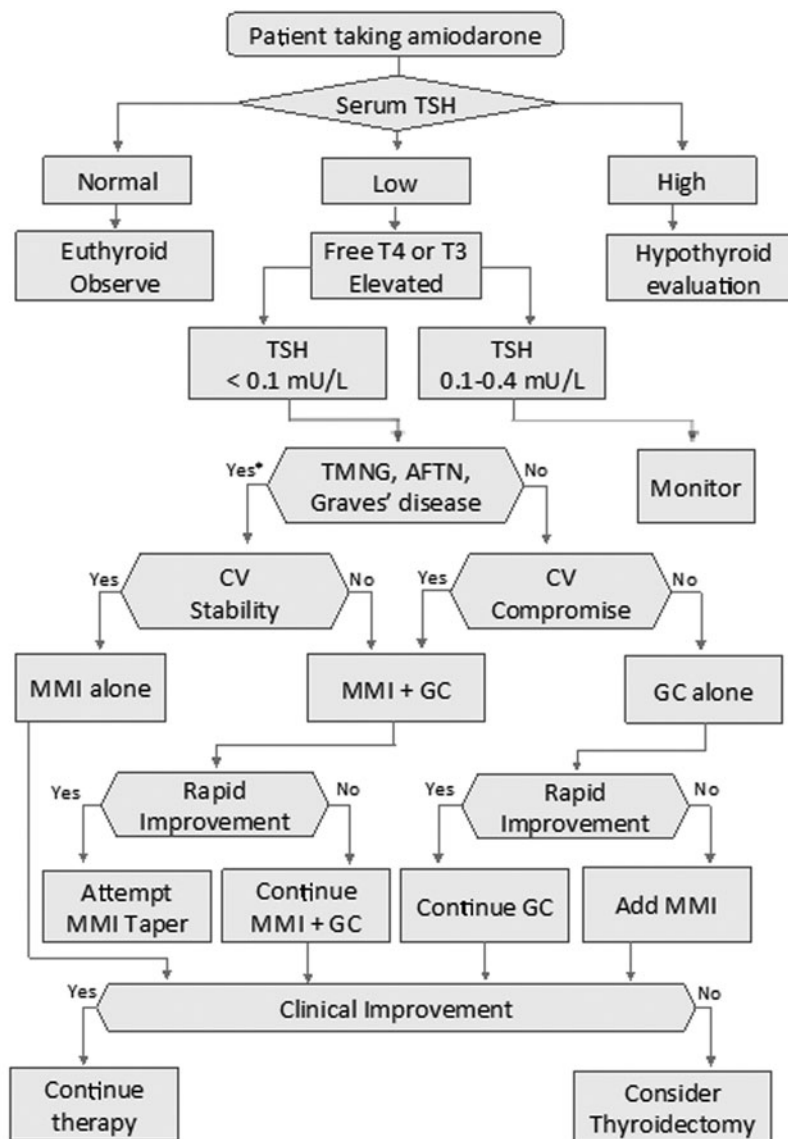 Patient taking amiodarone
Serum TSH
Normal
Low
High
Euthyroid
Observe
Free T4 or T3
Elevated
Hypothyroid
evaluation
TSH
< 0.1 mU/L
TSH
0.1-0.4 mU/L
Yes*
TMNG, AFTN,
Graves' disease
No
Monitor
Yes
CV
Stability
No
Yes
CV
Compromise
No
MMI alone
MMI + GC
GC alone
Yes
Rapid
Improvement
No
Yes
Rapid
Improvement
No
Attempt
MMI Taper
Continue
MMI + GC
Continue GC
Add MMI
Yes
Clinical Improvement
No
Continue
therapy
Consider
Thyroidectomy